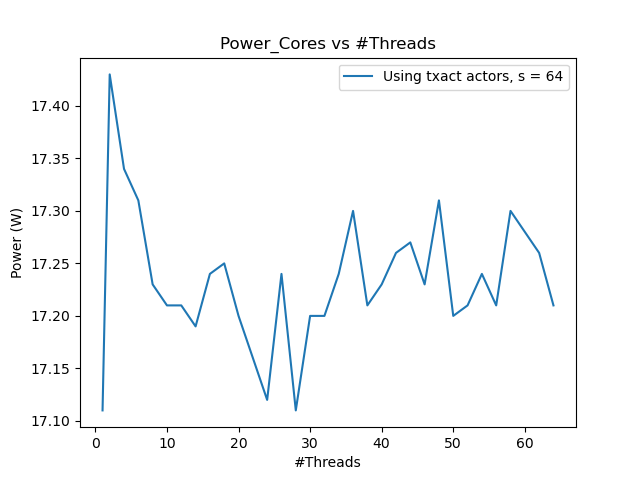 Power_Cores vs #Threads
Using txact actors, s = 64
17.40
17.35
17.30
17.25
17.20
17.15
17.10
Power (W)
0 10 20 30 40 50 60
#Threads